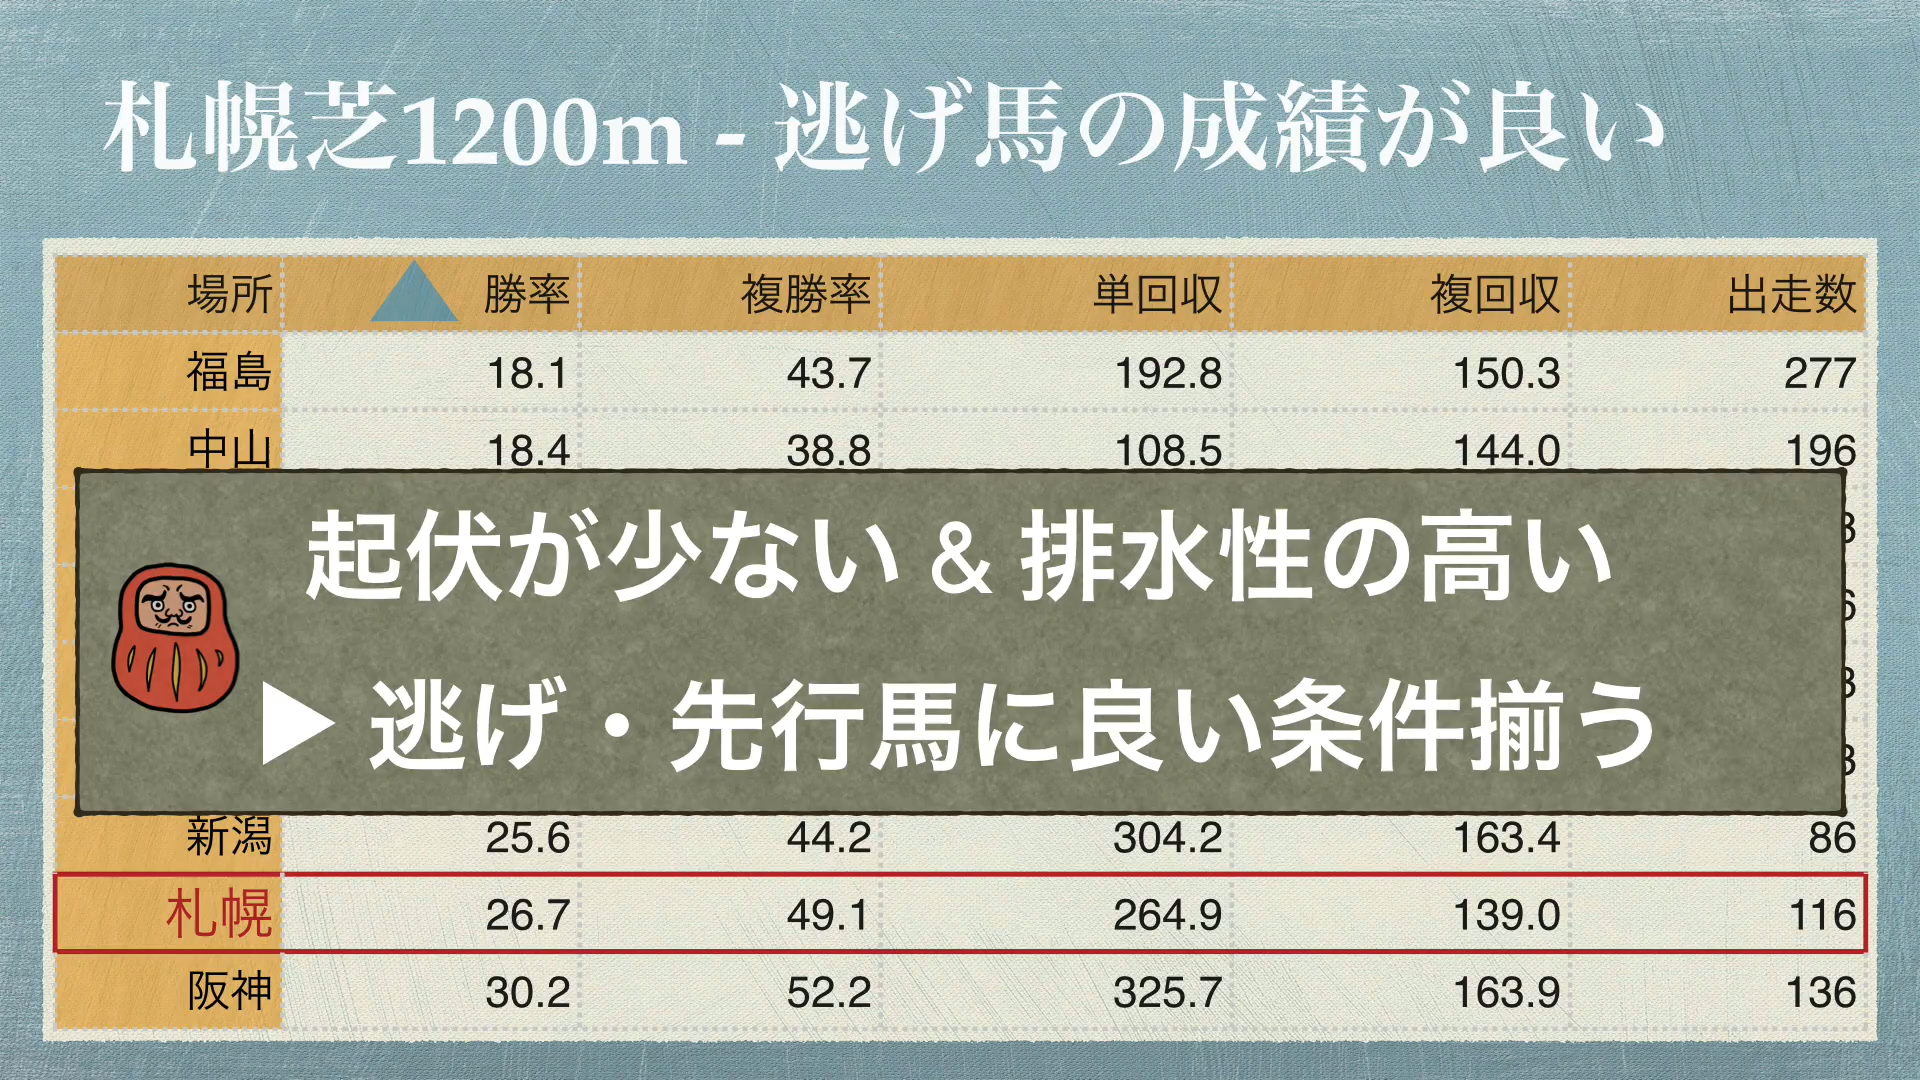 札幌芝1200m - 逃げ馬の成績が良い
場所 勝率 複勝率 単回収 複回収 出走数
福島 18.1 43.7 192.8 150.3 277
中山 18.4 38.8 108.5 144.0 196
起伏が少ない & 排水性の高い
▶ 逃げ・先行馬に良い条件揃う
新潟 25.6 44.2 304.2 163.4 86
札幌 26.7 49.1 264.9 139.0 116
阪神 30.2 52.2 325.7 163.9 136